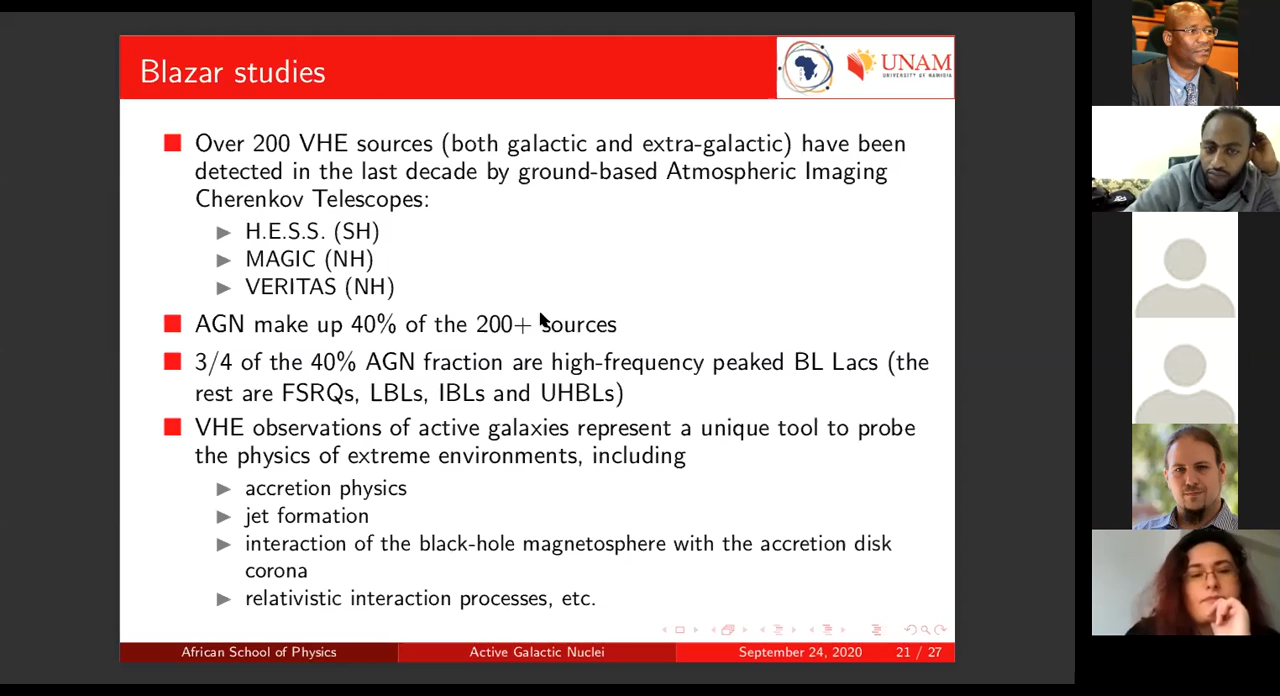 Blazar studies
UNAM
UNIVERSITY OF NAMIBIA
Over 200 VHE sources (both galactic and extra-galactic) have been
detected in the last decade by ground-based Atmospheric Imaging
Cherenkov Telescopes:
H.E.S.S. (SH)
MAGIC (NH)
VERITAS (NH)
AGN make up 40% of the 200+ sources
3/4 of the 40% AGN fraction are high-frequency peaked BL Lacs (the
rest are FSRQs, LBLs, IBLs and UHBLs)
VHE observations of active galaxies represent a unique tool to probe
the physics of extreme environments, including
accretion physics
jet formation
interaction of the black-hole magnetosphere with the accretion disk
corona
relativistic interaction processes, etc.
African School of Physics
Active Galactic Nuclei
September 24, 2020
21 / 27